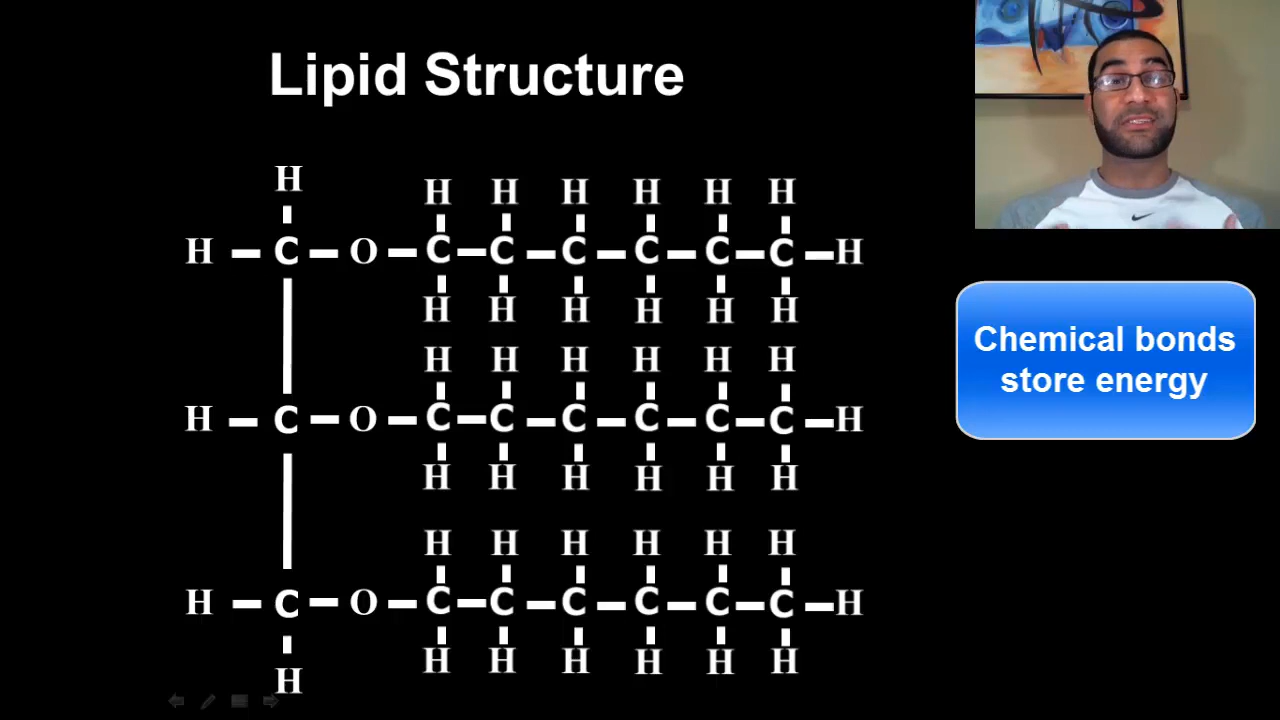 Lipid Structure
H
H H H H H H
H – C – O – C – C – C – C – C – C – H
H H H H H H
H H H H H H
H – C – O – C – C – C – C – C – C – H
H H H H H H
H H H H H H
H – C – O – C – C – C – C – C – C – H
H H H H H H
H
Chemical bonds
store energy